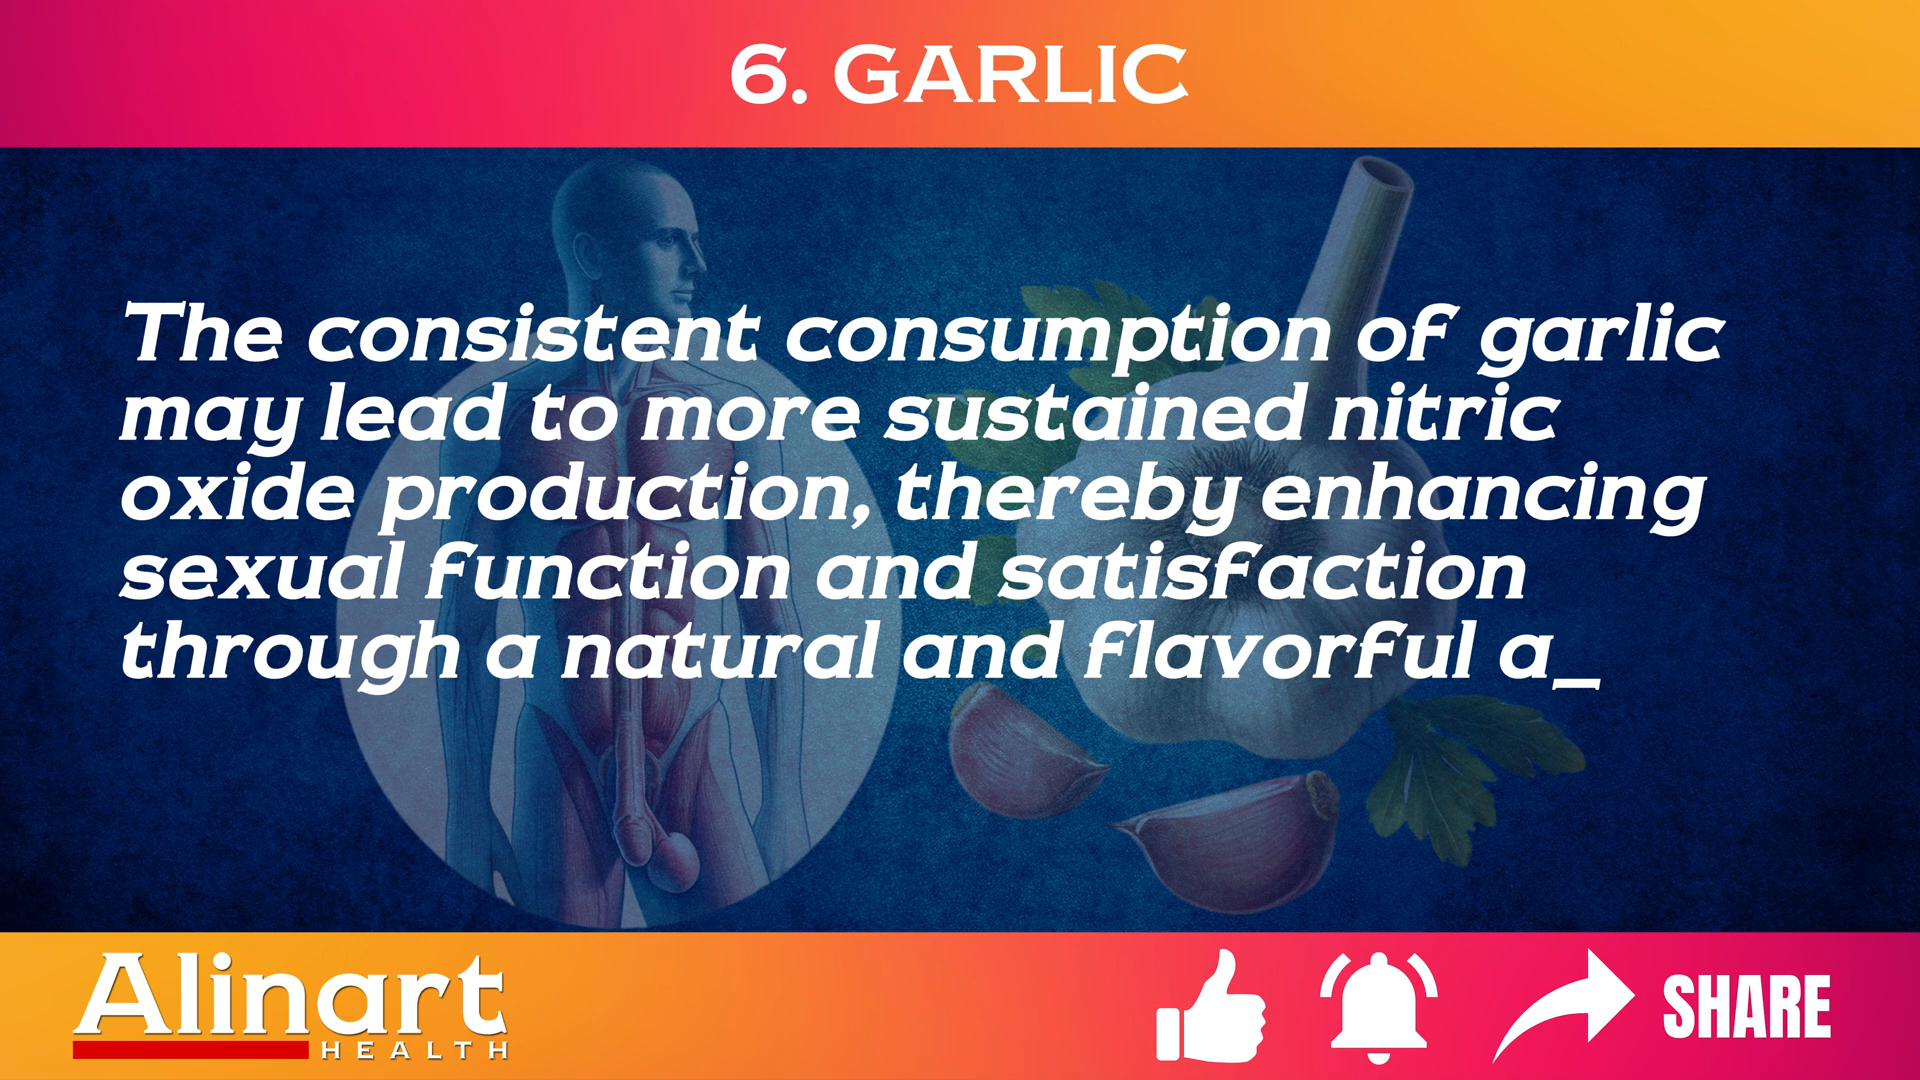 6. GARLIC
The consistent consumption of garlic
may lead to more sustained nitric
oxide production, thereby enhancing
sexual function and satisfaction
through a natural and flavorful a_
Alinart
HEALTH
SHARE